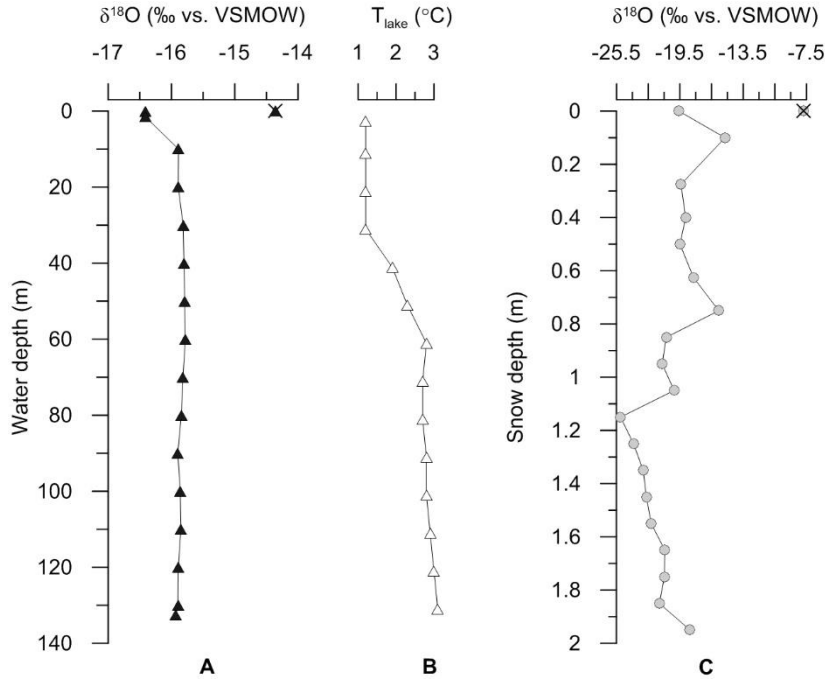 δ18O (‰ vs. VSMOW)
-17 -16 -15 -14
0
20
40
60
80
100
120
140
Water depth (m)
A
Tlake (°C)
1 2 3
B
δ18O (‰ vs. VSMOW)
-25.5 -19.5 -13.5 -7.5
0
0.2
0.4
0.6
0.8
1
1.2
1.4
1.6
1.8
2
Snow depth (m)
C